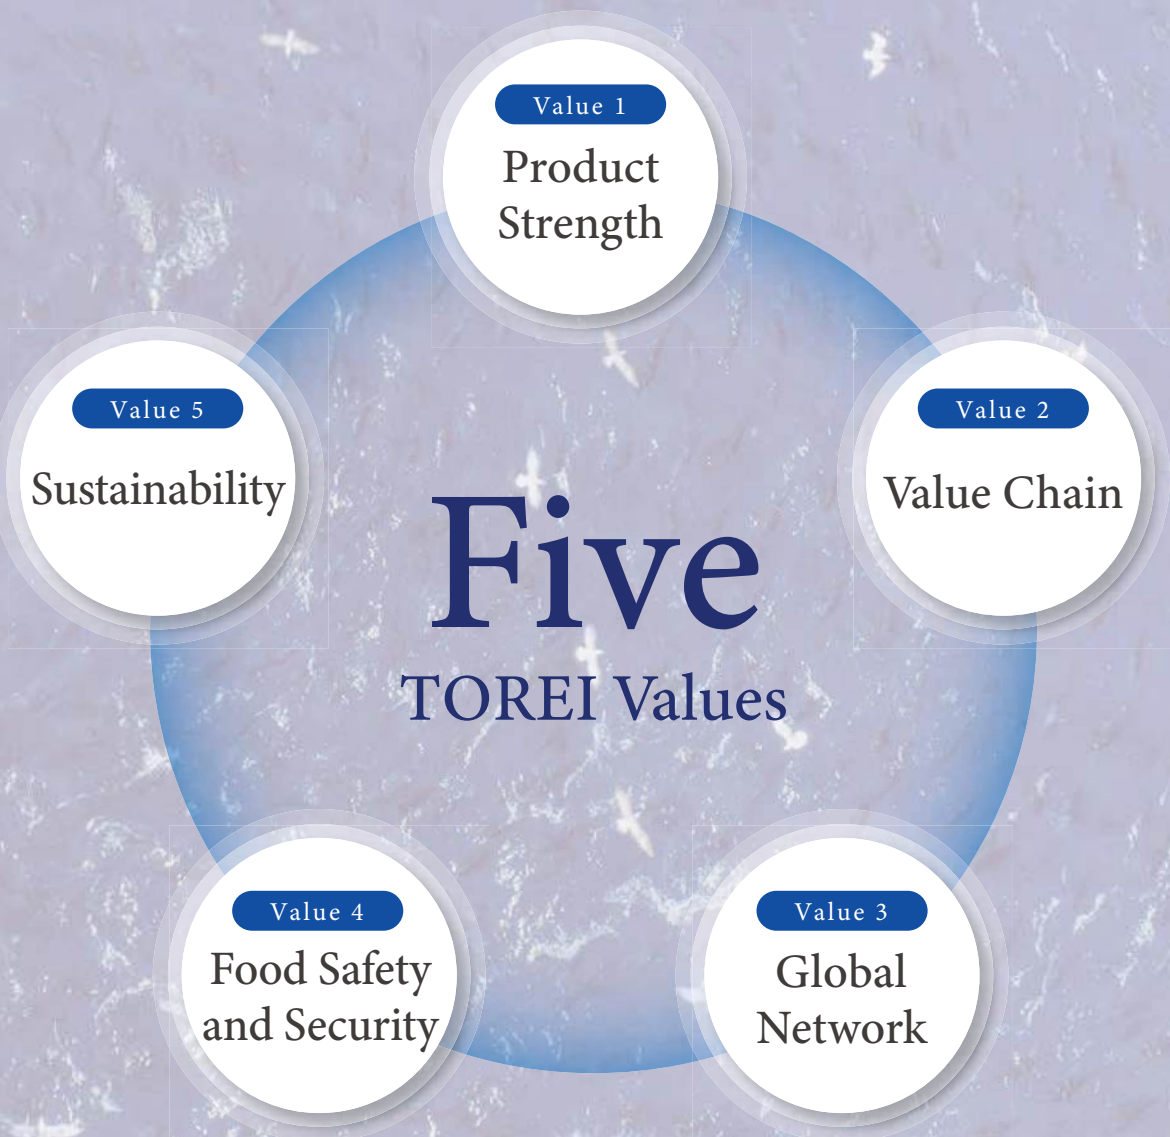 Value 1
Product
Strength
Value 5
Sustainability
Value 2
Value Chain
Five
TOREI Values
Value 4
Food Safety
and Security
Value 3
Global
Network